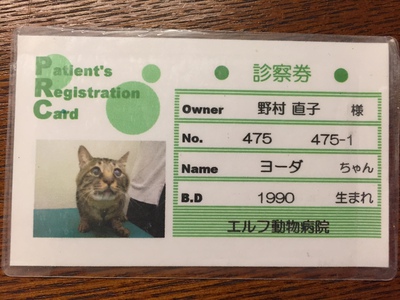 Patient's
Registration
Card
診察券
Owner 野村 直子 様
No. 475 475-1
Name ヨーダ ちゃん
B.D 1990 生まれ
エルフ動物病院